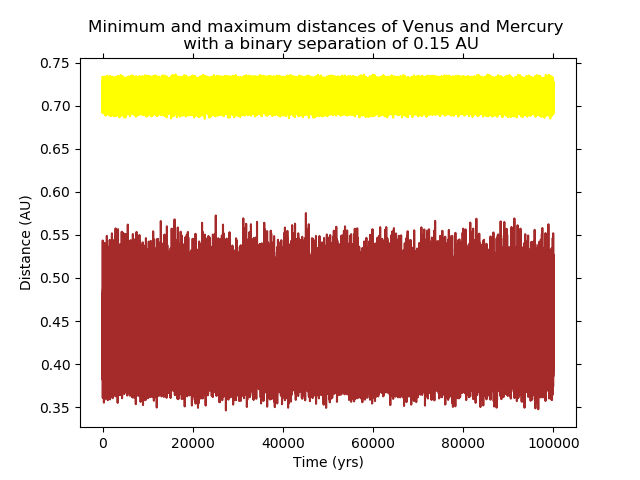 Minimum and maximum distances of Venus and Mercury
with a binary separation of 0.15 AU
0.75
0.70
0.65
0.60
0.55
0.50
0.45
0.40
0.35
Distance (AU)
0 20000 40000 60000 80000 100000
Time (yrs)